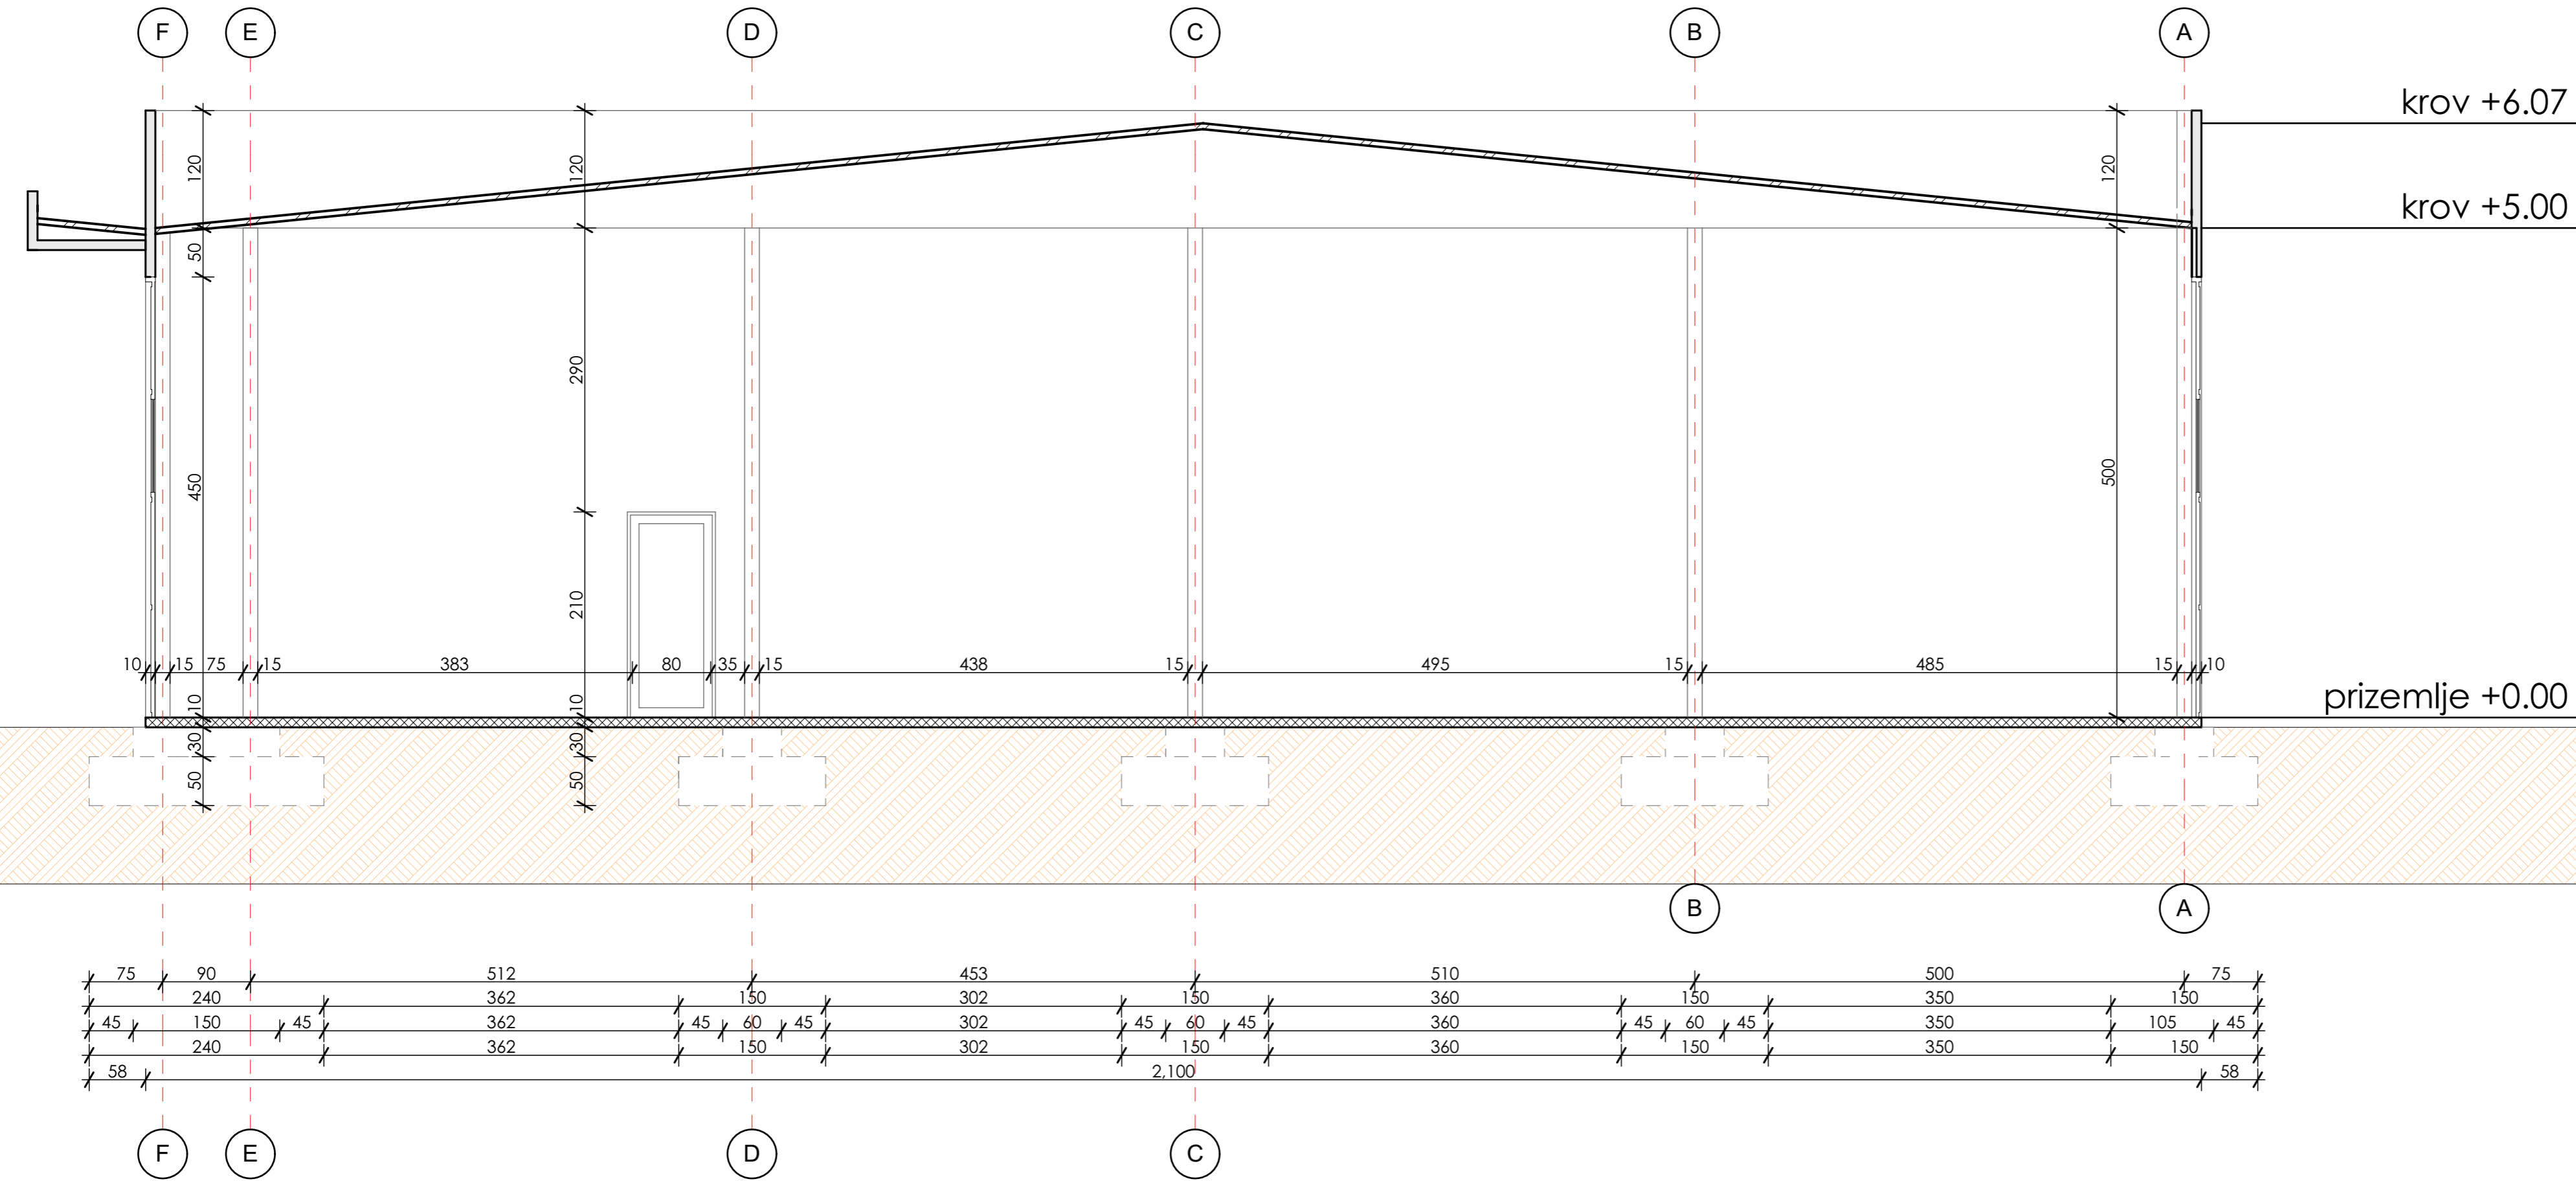 F E D C B A
krov +6.07
120 120 120
krov +5.00
50
290
450 500
210
10 15 75 15 383 80 35 15 438 15 495 15 485 15 10
10 10
prizemlje +0.00
30 30
50 50
B A
75 90 512 453 510 500 75
240 362 150 302 150 360 150 350 150
45 150 45 362 45 60 45 302 45 60 45 360 45 60 45 350 105 45
240 362 150 302 150 360 150 350 150
58 2,100 58
F E D C